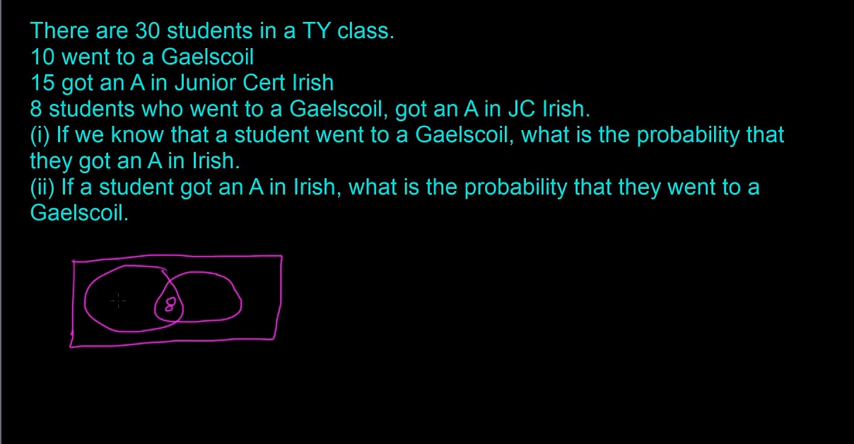 There are 30 students in a TY class.
10 went to a Gaelscoil
15 got an A in Junior Cert Irish
8 students who went to a Gaelscoil, got an A in JC Irish.
(i) If we know that a student went to a Gaelscoil, what is the probability that
they got an A in Irish.
(ii) If a student got an A in Irish, what is the probability that they went to a
Gaelscoil.
8